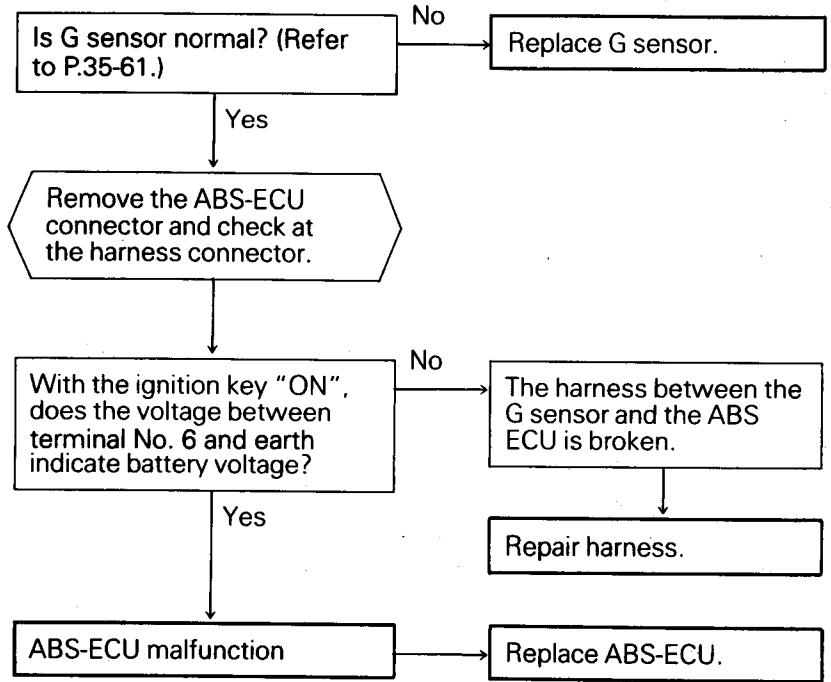 Is G sensor normal? (Refer
to P.35-61.)
No
Replace G sensor.
Yes
Remove the ABS-ECU
connector and check at
the harness connector.
With the ignition key "ON",
does the voltage between
terminal No. 6 and earth
indicate battery voltage?
No
The harness between the
G sensor and the ABS
ECU is broken.
Yes
Repair harness.
ABS-ECU malfunction
Replace ABS-ECU.